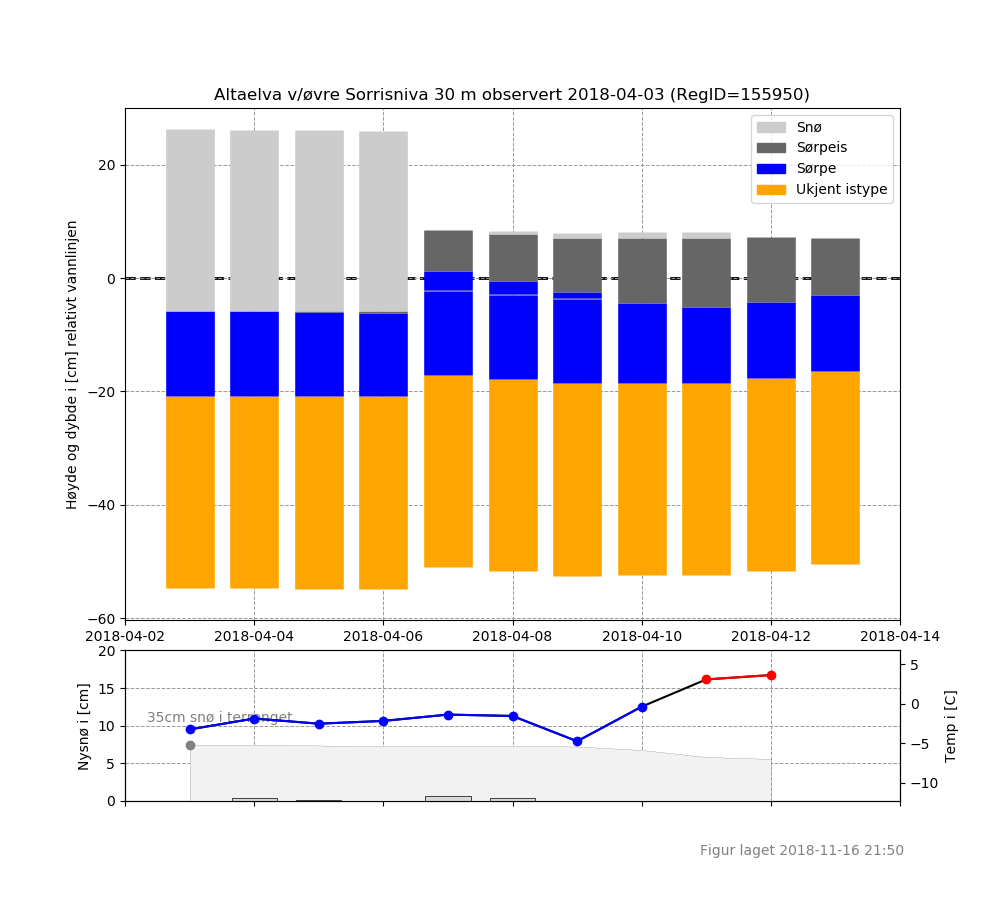 Altaelva v/øvre Sorrisniva 30 m observert 2018-04-03 (RegID=155950)
Snø
Sørpeis
Sørpe
Ukjent istype
Høyde og dybde i [cm] relativt vannlinjen
20
0
−20
−40
−60
2018-04-02 2018-04-04 2018-04-06 2018-04-08 2018-04-10 2018-04-12 2018-04-14
Nysnø i [cm]
20
15
10
5
0
35cm snø i terrenget
5
0
−5
−10
Temp i [C]
Figur laget 2018-11-16 21:50